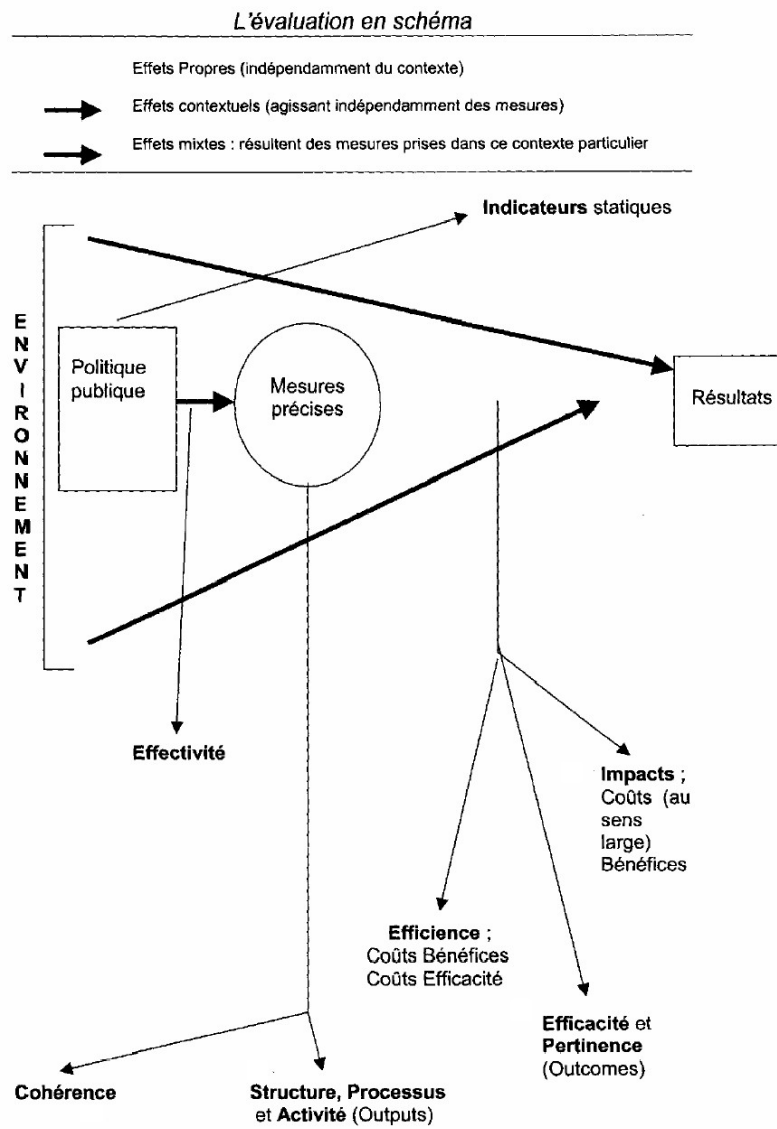 L'évaluation en schéma
Effets Propres (indépendamment du contexte)
Effets contextuels (agissant indépendamment des mesures)
Effets mixtes : résultent des mesures prises dans ce contexte particulier
Indicateurs statiques
ENVIRONNEMENT
Politique
publique
Mesures
précises
Résultats
Effectivité
Impacts ;
Coûts (au
sens
large)
Bénéfices
Efficience ;
Coûts Bénéfices
Coûts Efficacité
Efficacité et
Pertinence
(Outcomes)
Cohérence
Structure, Processus
et Activité (Outputs)